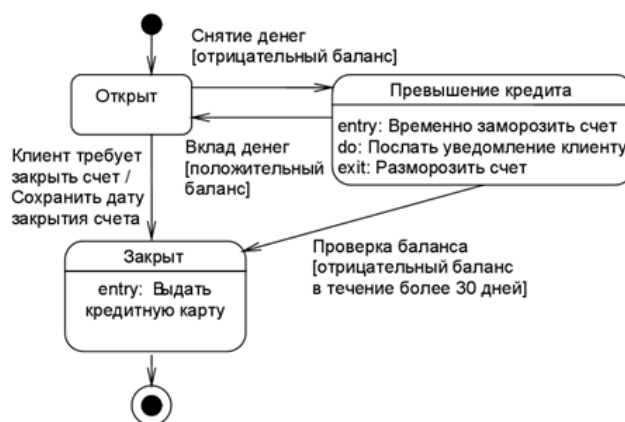 Снятие денег
[отрицательный баланс]
Открыт
Превышение кредита
entry: Временно заморозить счет
do: Послать уведомление клиенту
exit: Разморозить счет
Вклад денег
[положительный
баланс]
Клиент требует
закрыть счет /
Сохранить дату
закрытия счета
Проверка баланса
[отрицательный баланс
в течение более 30 дней]
Закрыт
entry: Выдать
кредитную карту